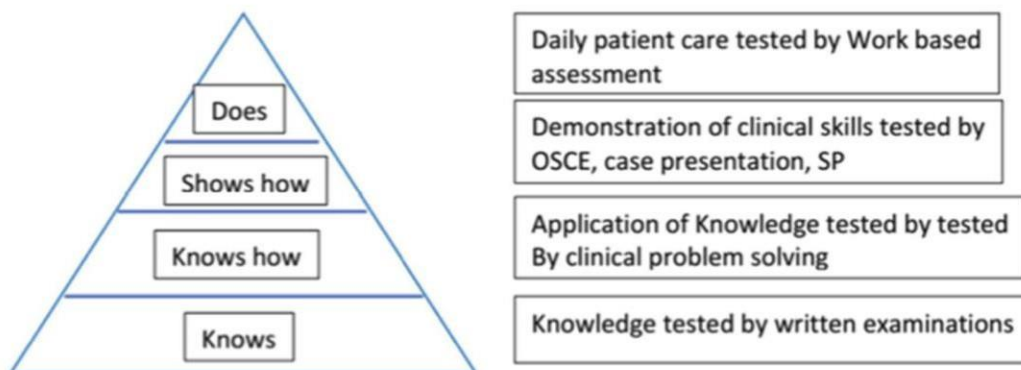 Does
Shows how
Knows how
Knows
Daily patient care tested by Work based
assessment
Demonstration of clinical skills tested by
OSCE, case presentation, SP
Application of Knowledge tested by tested
By clinical problem solving
Knowledge tested by written examinations